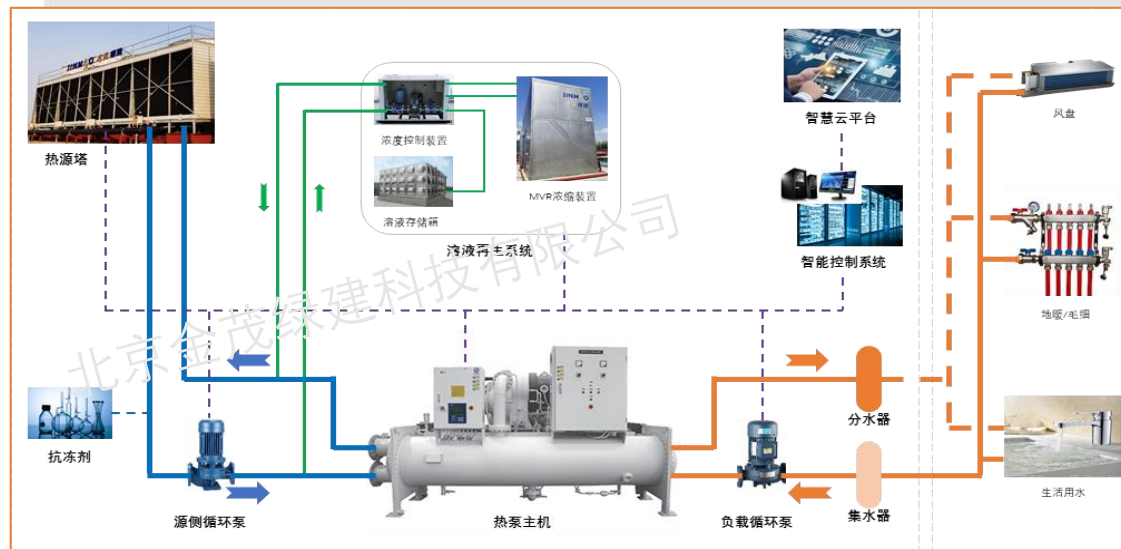 JINMAO
热源塔
浓度控制装置
溶液存储箱
JINMAO
MVR浓缩装置
溶液再生系统
智慧云平台
智能控制系统
风盘
地暖/毛细
生活用水
抗冻剂
源侧循环泵
热泵主机
负载循环泵
分水器
集水器
北京金茂绿建科技有限公司